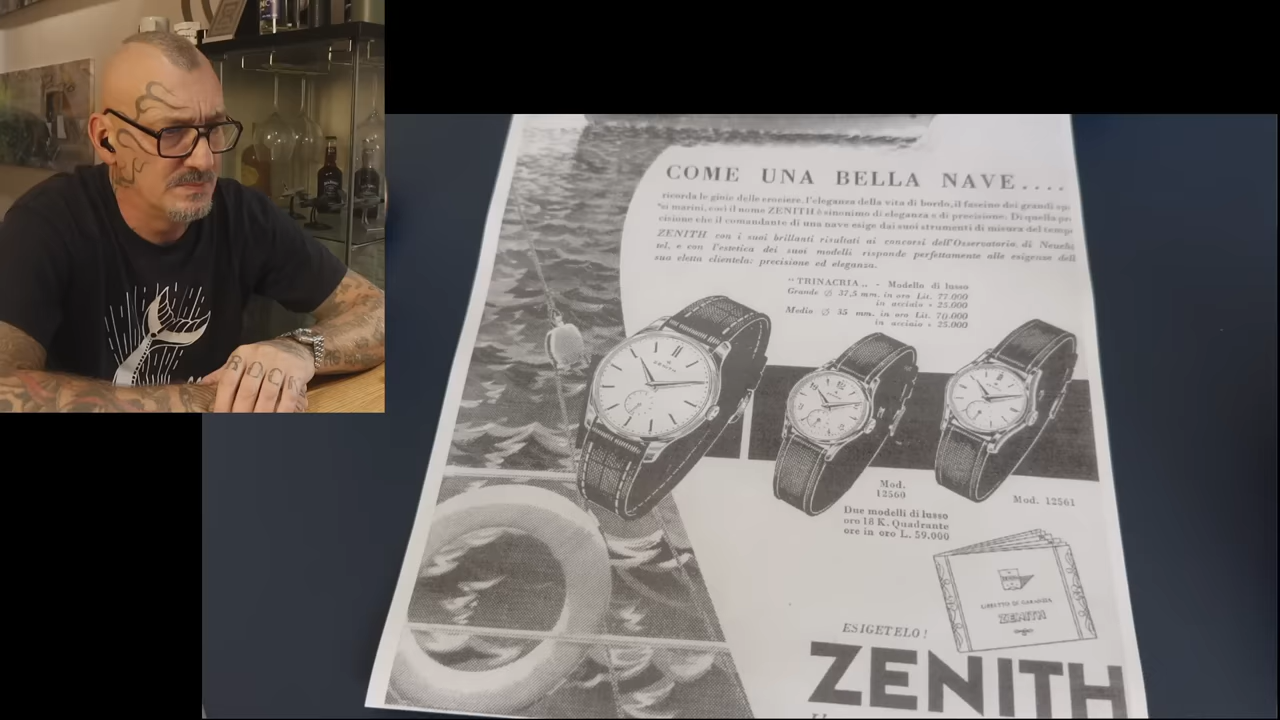 COME UNA BELLA NAVE....
ricorda le gioie delle crociere, l'eleganza della vita di bordo, il fascino dei grandi
marini, così il nome ZENITH è sinonimo di eleganza e di precisione. Di quella
cisione che il comandante di una nave esige dai suoi strumenti di misura del tempo
ZENITH con i suoi brillanti risultati ai concorsi dell'Osservatorio di
tel, e con l'estetica dei suoi modelli risponde perfettamente alle esigenze
sua eletta clientela: precisione ed eleganza.
"TRINACRIA„ - Modello di lusso
Grande Ø 37,5 mm. in oro Lit. 77.000
in acciaio » 25.000
Medio Ø 35 mm. in oro Lit. 70.000
in acciaio » 25.000
ZENITH
Mod.
12560
Mod. 12561
Due modelli di lusso
oro 18 K. Quadrante
ore in oro L. 59.000
LIBRETTO DI GARANZIA
ZENITH
ESIGETELO!
ZENITH
ROCK